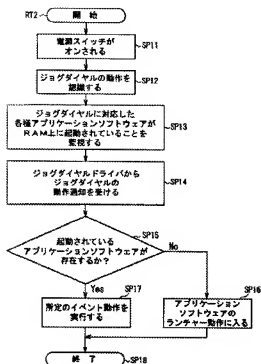 RT2
開始
電源スイッチが
オンされる
SP11
ジョグダイヤルの動作を
認識する
SP12
ジョグダイヤルに対応した
各種アプリケーションソフトウェアが
RAM上に起動されていることを
監視する
SP13
ジョグダイヤルドライバから
ジョグダイヤルの
動作通知を受ける
SP14
起動されている
アプリケーションソフトウェアが
存在するか?
SP15
No
Yes
所定のイベント動作を
実行する
SP17
アプリケーション
ソフトウェアの
ランチャー動作に入る
SP16
終了
SP18